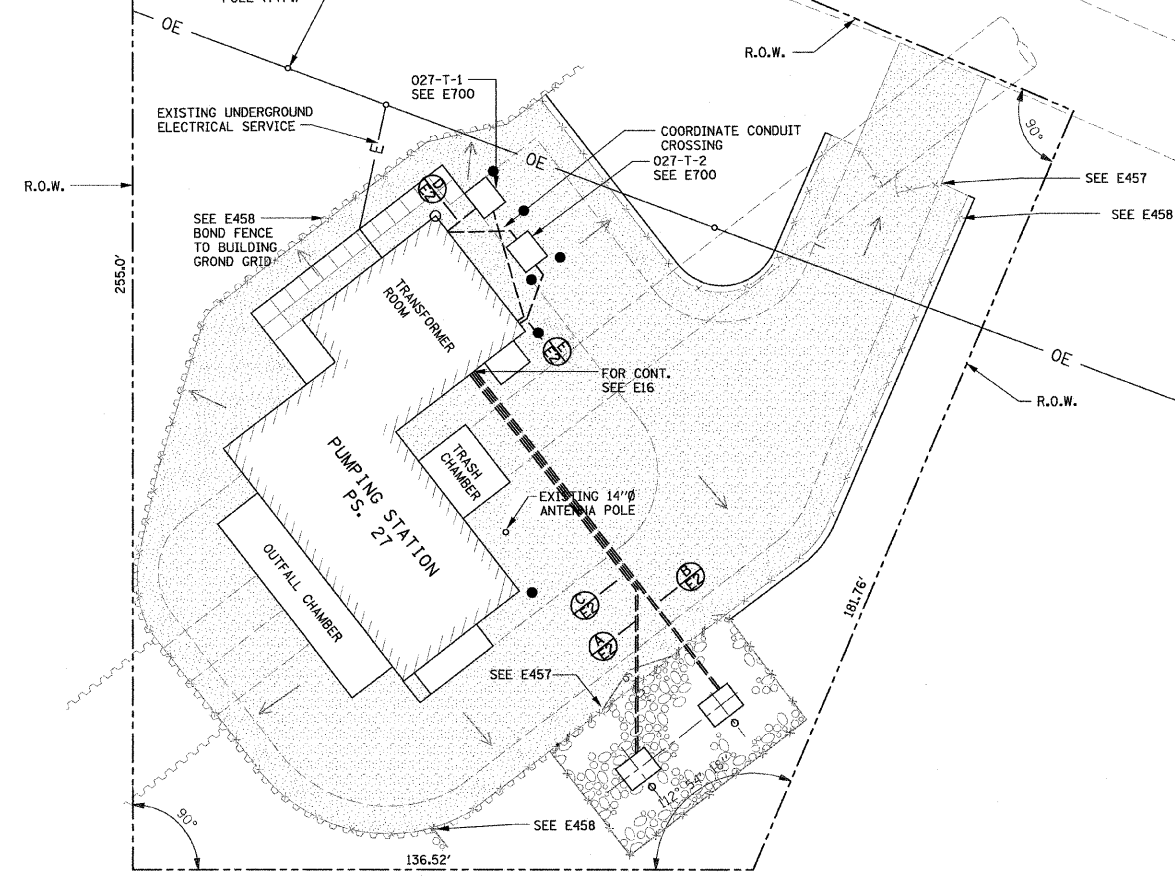 OE
R.O.W.
027-T-1
SEE E700
EXISTING UNDERGROUND
ELECTRICAL SERVICE
E
90°
COORDINATE CONDUIT
CROSSING
OE
027-T-2
SEE E700
R.O.W.
SEE E457
D
E2
SEE E458
SEE E458
BOND FENCE
TO BUILDING
GROND GRID
255.0'
TRANSFORMER
ROOM
E
E2
OE
FOR CONT.
SEE E16
R.O.W.
TRASH
CHAMBER
PUMPING STATION
PS. 27
EXISTING 14"Ø
ANTENNA POLE
OUTFALL CHAMBER
B
E2
C
E2
A
E2
181.76'
SEE E457
112° 54' 16"
90°
SEE E458
136.52'